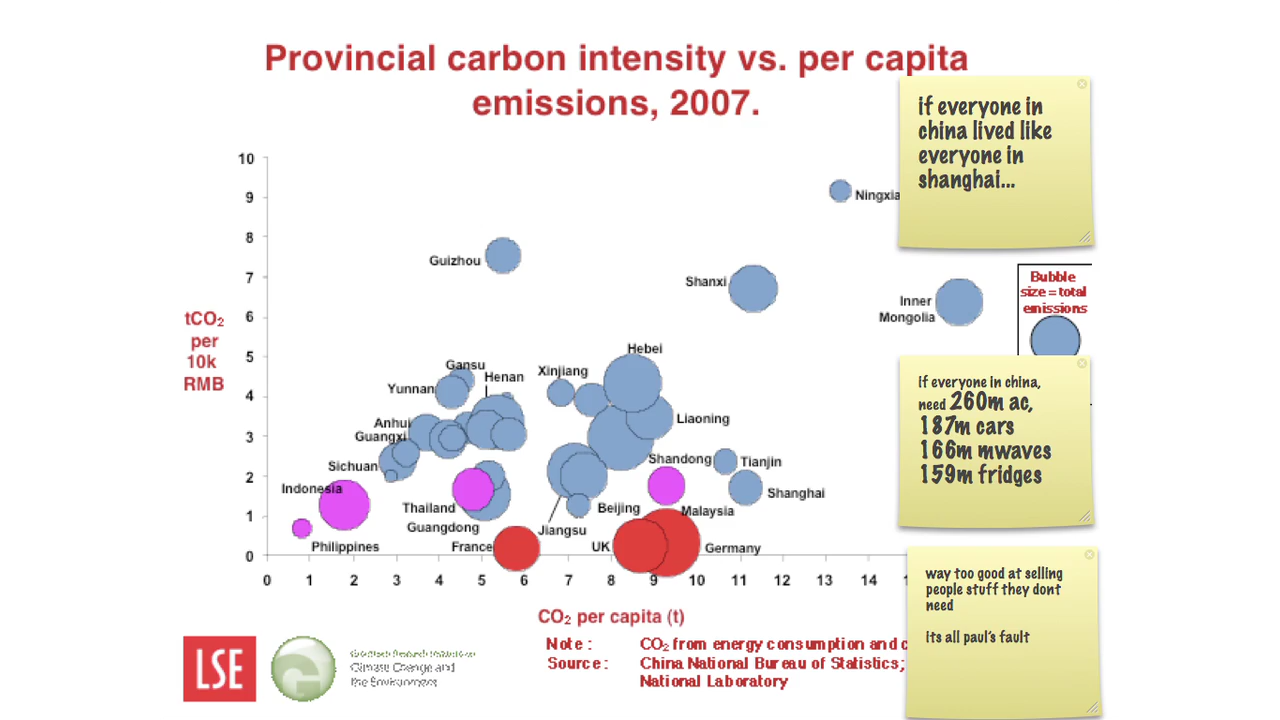 Provincial carbon intensity vs. per capita
emissions, 2007.
if everyone in
china lived like
everyone in
shanghai...
10
9
8
7
6
5
4
3
2
1
0
tCO₂
per
10k
RMB
Ningxia
Guizhou
Shanxi
Inner
Mongolia
Bubble
size = total
emissions
Hebei
Gansu
Henan
Xinjiang
Yunnan
Anhui
Guangxi
Liaoning
Sichuan
Shandong
Tianjin
Indonesia
Shanghai
Thailand
Beijing
Malaysia
Guangdong
Jiangsu
Philippines
France
UK
Germany
if everyone in china,
need 260m ac,
187m cars
166m mwaves
159m fridges
0 1 2 3 4 5 6 7 8 9 10 11 12 13 14
CO₂ per capita (t)
way too good at selling
people stuff they dont
need
its all paul's fault
LSE
Climate Change and
the Environment
Note : CO₂ from energy consumption and
Source : China National Bureau of Statistics;
National Laboratory